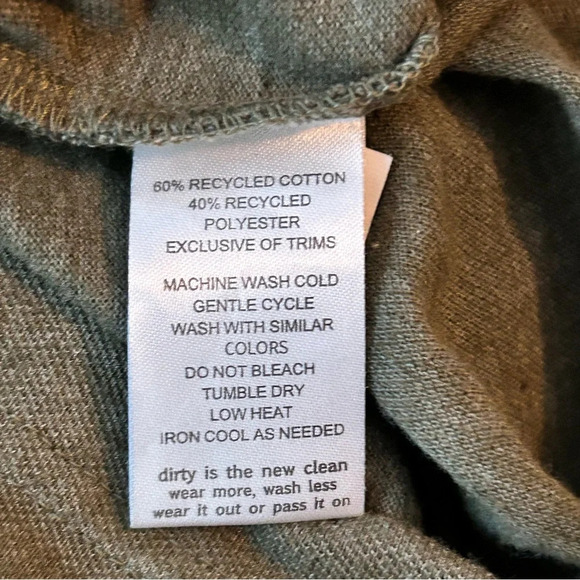 60% RECYCLED COTTON
40% RECYCLED
POLYESTER
EXCLUSIVE OF TRIMS
MACHINE WASH COLD
GENTLE CYCLE
WASH WITH SIMILAR
COLORS
DO NOT BLEACH
TUMBLE DRY
LOW HEAT
IRON COOL AS NEEDED
dirty is the new clean
wear more, wash less
wear it out or pass it on